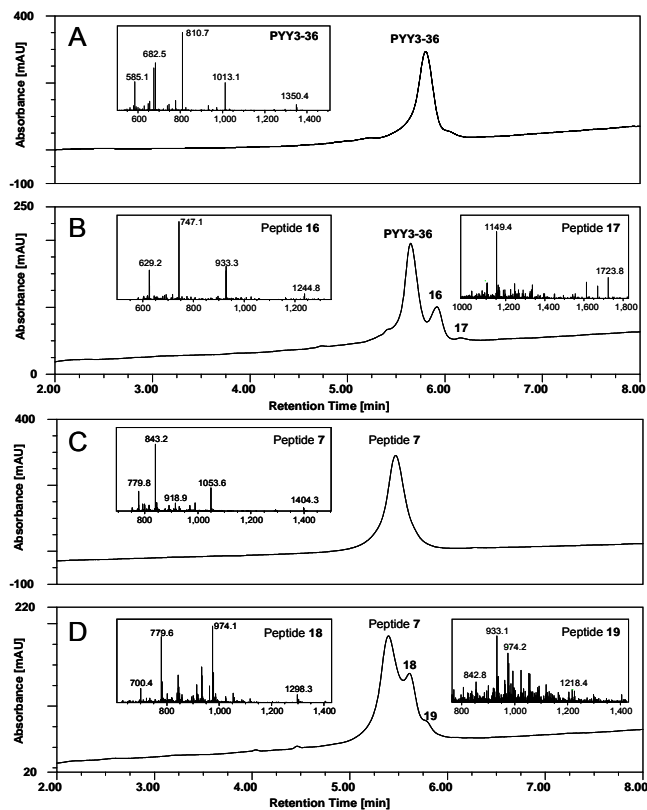 A
PYY3-36
810.7
682.5
585.1
1013.1
1350.4
600 800 1,000 1,200 1,400
PYY3-36
400
-100
Absorbance [mAU]
B
Peptide 16
747.1
629.2
933.3
1244.8
600 800 1,000 1,200
PYY3-36
16
17
Peptide 17
1149.4
1723.8
1000 1,200 1,400 1,600 1,800
250
0
Absorbance [mAU]
2.00 3.00 4.00 5.00 6.00 7.00 8.00
Retention Time [min]
C
Peptide 7
843.2
779.8
918.9
1053.6
1404.3
800 1,000 1,200 1,400
Peptide 7
400
-100
Absorbance [mAU]
D
Peptide 18
974.1
779.6
700.4
1298.3
800 1,000 1,200 1,400
Peptide 7
18
19
Peptide 19
933.1
974.2
842.8
1218.4
800 1,000 1,200 1,400
220
20
Absorbance [mAU]
2.00 3.00 4.00 5.00 6.00 7.00 8.00
Retention Time [min]